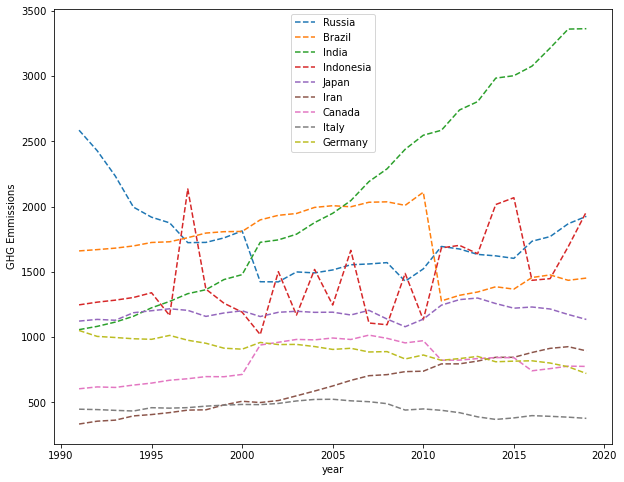 3500
3000
2500
2000
1500
1000
500
GHG Emmissions
Russia
Brazil
India
Indonesia
Japan
Iran
Canada
Italy
Germany
1990 1995 2000 2005 2010 2015 2020
year